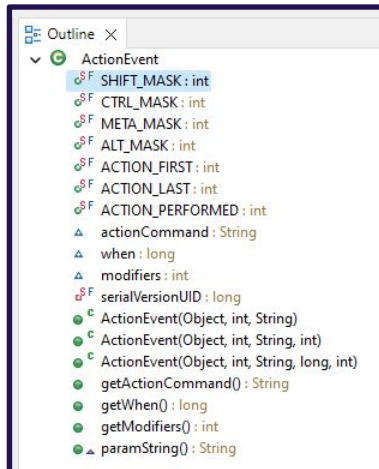 Outline
ActionEvent
SHIFT_MASK : int
CTRL_MASK : int
META_MASK : int
ALT_MASK : int
ACTION_FIRST : int
ACTION_LAST : int
ACTION_PERFORMED : int
actionCommand : String
when : long
modifiers : int
serialVersionUID : long
ActionEvent(Object, int, String)
ActionEvent(Object, int, String, int)
ActionEvent(Object, int, String, long, int)
getActionCommand() : String
getWhen() : long
getModifiers() : int
paramString() : String